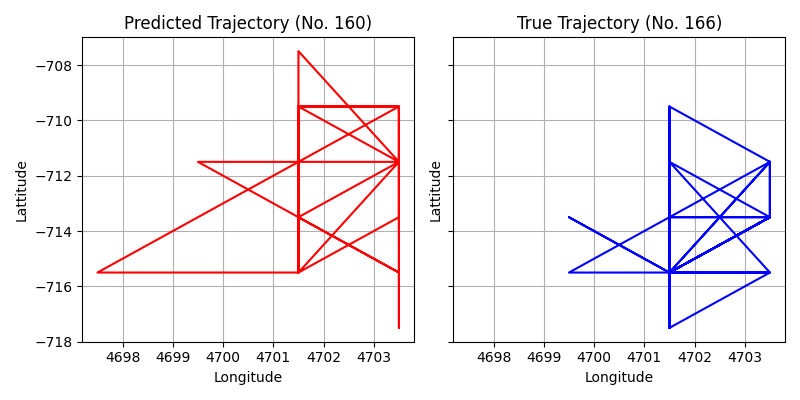 Predicted Trajectory (No. 160)
True Trajectory (No. 166)
Lattitude
−708
−710
−712
−714
−716
−718
4698 4699 4700 4701 4702 4703
Longitude
Lattitude
4698 4699 4700 4701 4702 4703
Longitude